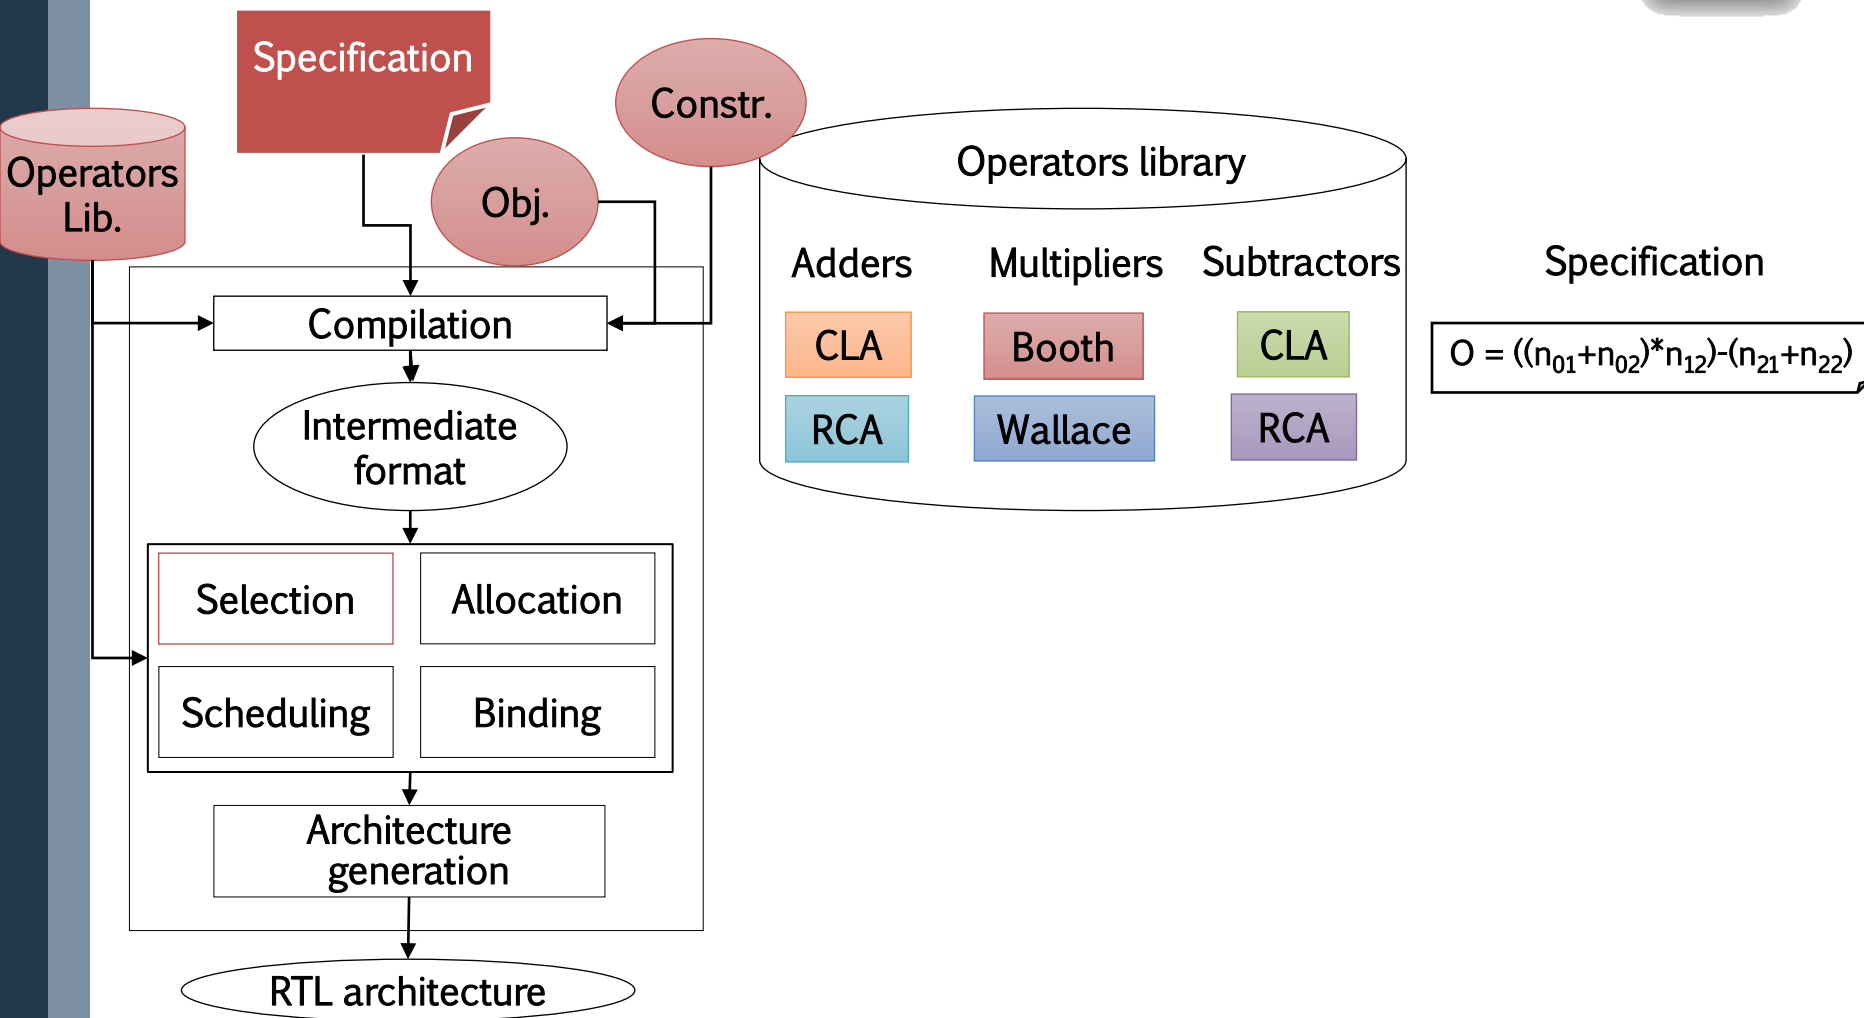 Specification
Constr.
Operators
Lib.
Obj.
Compilation
Intermediate
format
Selection
Allocation
Scheduling
Binding
Architecture
generation
RTL architecture
Operators library
Adders
Multipliers
Subtractors
CLA
Booth
CLA
RCA
Wallace
RCA
Specification
O = ((n₀₁+n₀₂)*n₁₂)-(n₂₁+n₂₂)